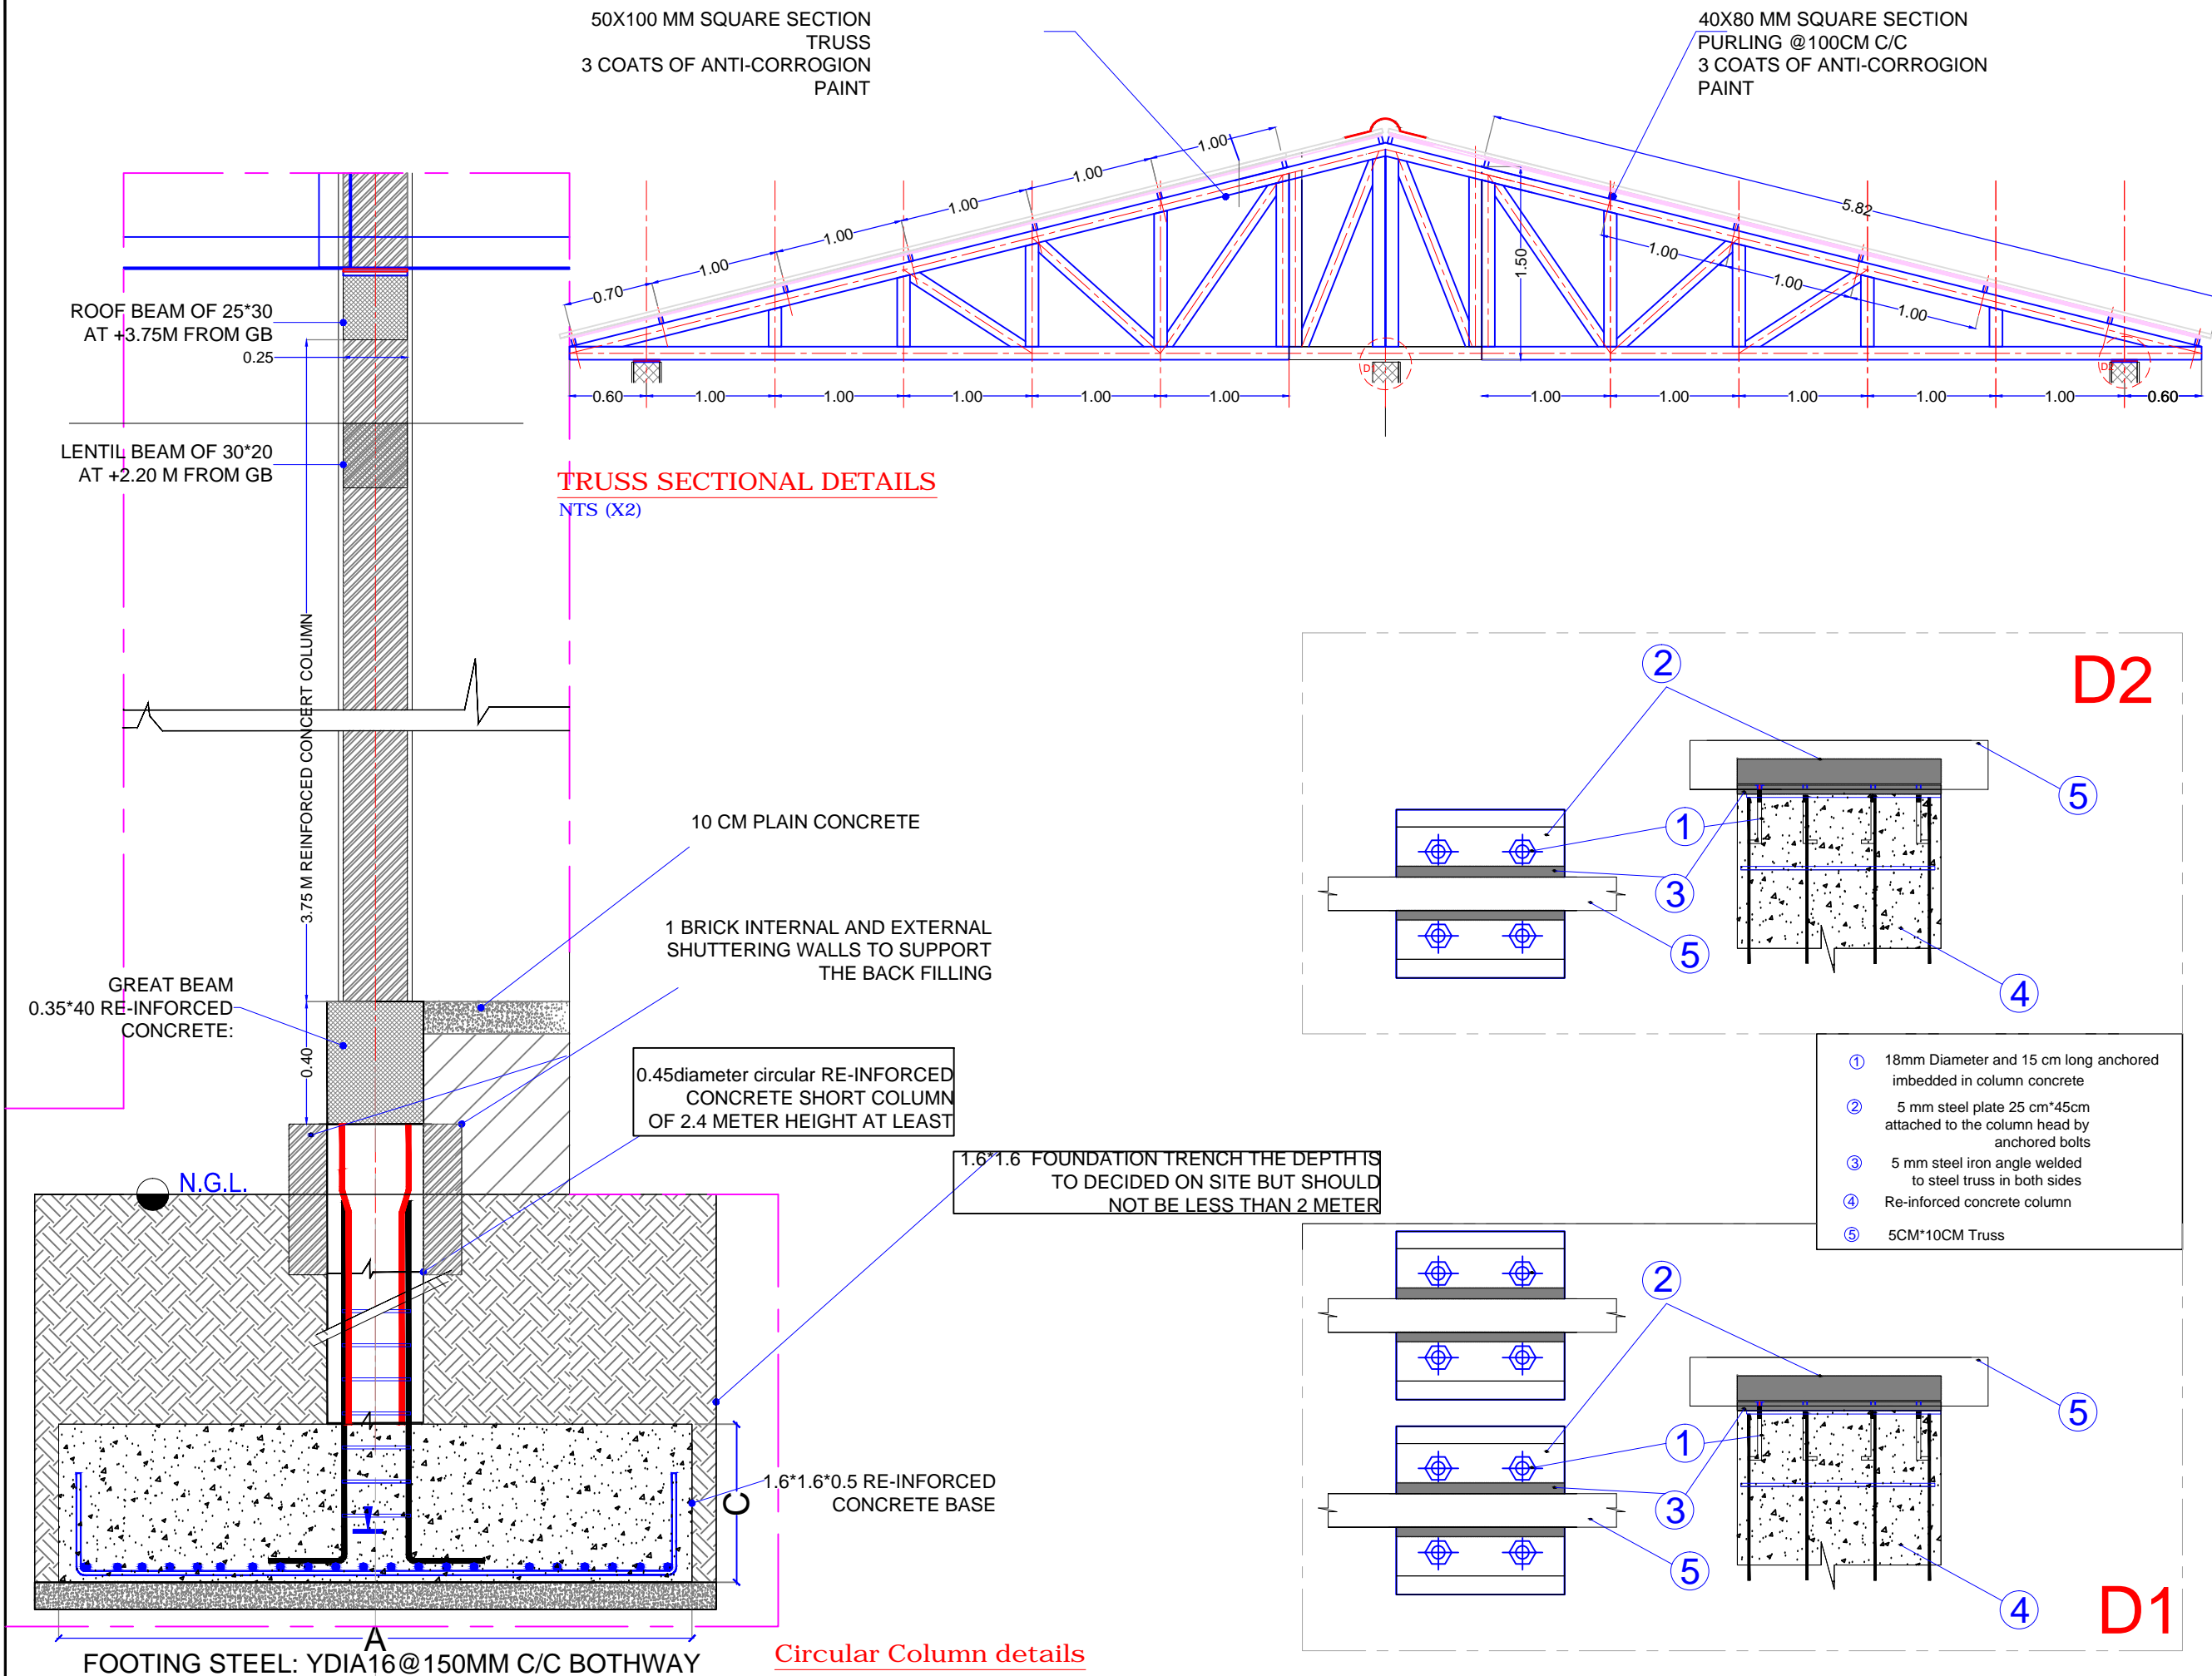 50X100 MM SQUARE SECTION
TRUSS
3 COATS OF ANTI-CORROGION
PAINT
40X80 MM SQUARE SECTION
PURLING @100CM C/C
3 COATS OF ANTI-CORROGION
PAINT
0.70
1.00
1.00
1.00
1.00
1.00
5.82
1.00
1.00
1.00
1.50
D1
D2
0.60
1.00
1.00
1.00
1.00
1.00
1.00
1.00
1.00
1.00
1.00
0.60
TRUSS SECTIONAL DETAILS
NTS (X2)
ROOF BEAM OF 25*30
AT +3.75M FROM GB
0.25
LENTIL BEAM OF 30*20
AT +2.20 M FROM GB
3.75 M REINFORCED CONCERT COLUMN
10 CM PLAIN CONCRETE
1 BRICK INTERNAL AND EXTERNAL
SHUTTERING WALLS TO SUPPORT
THE BACK FILLING
GREAT BEAM
0.35*40 RE-INFORCED
CONCRETE:
0.40
0.45diameter circular RE-INFORCED
CONCRETE SHORT COLUMN
OF 2.4 METER HEIGHT AT LEAST
1.6*1.6 FOUNDATION TRENCH THE DEPTH IS
TO DECIDED ON SITE BUT SHOULD
NOT BE LESS THAN 2 METER
N.G.L.
1.6*1.6*0.5 RE-INFORCED
CONCRETE BASE
C
A
FOOTING STEEL: YDIA16@150MM C/C BOTHWAY
Circular Column details
D2
2
1
3
5
5
4
1 18mm Diameter and 15 cm long anchored
imbedded in column concrete
2 5 mm steel plate 25 cm*45cm
attached to the column head by
anchored bolts
3 5 mm steel iron angle welded
to steel truss in both sides
4 Re-inforced concrete column
5 5CM*10CM Truss
2
1
3
5
5
4
D1